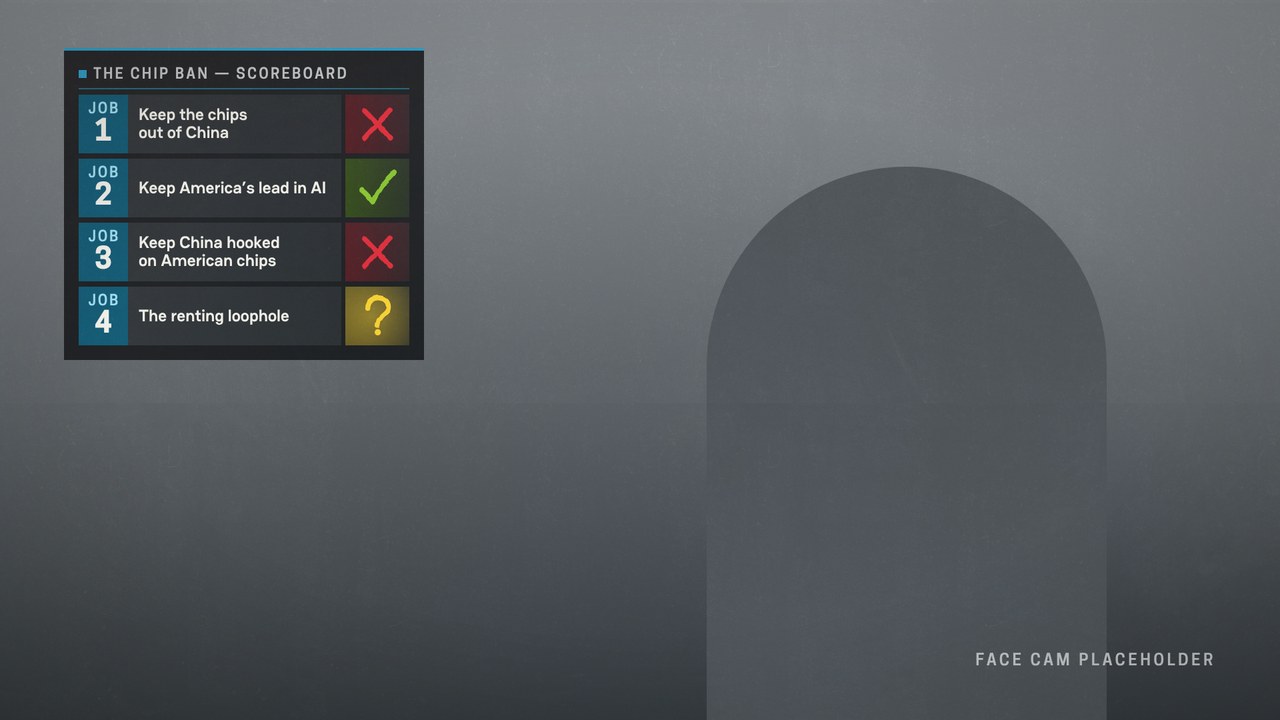 THE CHIP BAN — SCOREBOARD
JOB
1
Keep the chips
out of China
JOB
2
Keep America's lead in AI
JOB
3
Keep China hooked
on American chips
JOB
4
The renting loophole
?
FACE CAM PLACEHOLDER